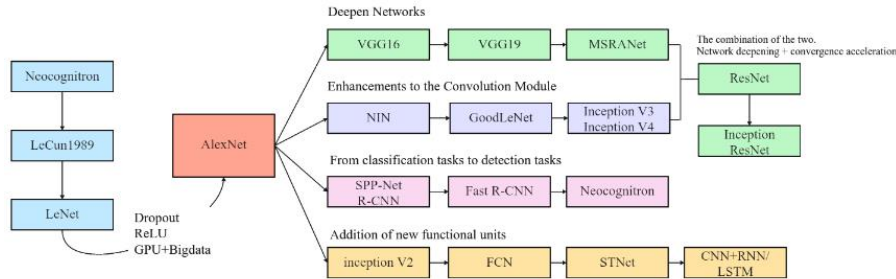 Deepen Networks
VGG16
VGG19
MSRANet
The combination of the two.
Network deepening + convergence acceleration
Neocognitron
ResNet
Enhancements to the Convolution Module
NIN
GoodLeNet
Inception V3
Inception V4
LeCun1989
AlexNet
Inception
ResNet
From classification tasks to detection tasks
SPP-Net
R-CNN
Fast R-CNN
Neocognitron
LeNet
Dropout
ReLU
GPU+Bigdata
Addition of new functional units
inception V2
FCN
STNet
CNN+RNN/
LSTM